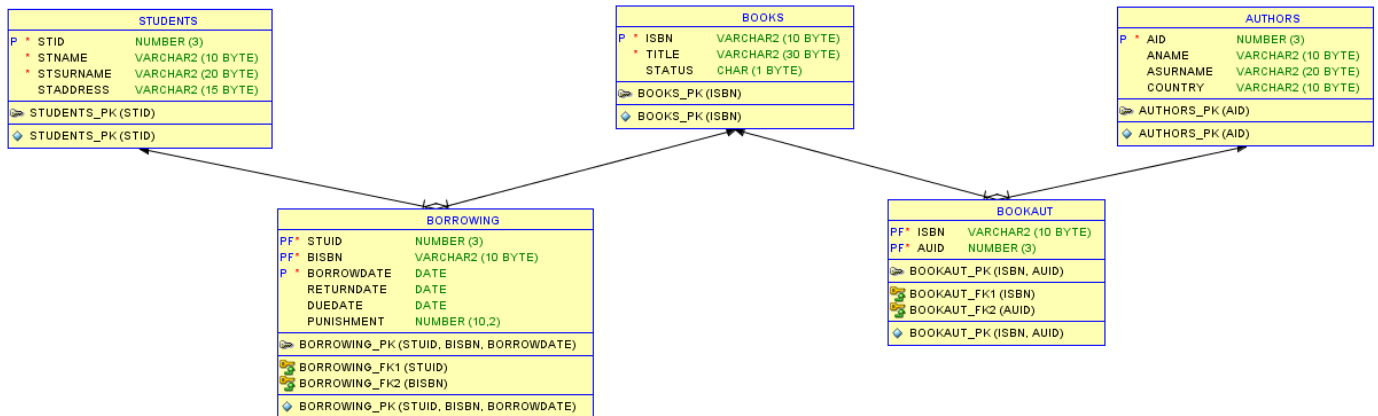 STUDENTS
P * STID NUMBER (3)
* STNAME VARCHAR2 (10 BYTE)
* STSURNAME VARCHAR2 (20 BYTE)
* STADDRESS VARCHAR2 (15 BYTE)
STUDENTS_PK (STID)
STUDENTS_PK (STID)
BOOKS
P * ISBN VARCHAR2 (10 BYTE)
* TITLE VARCHAR2 (30 BYTE)
STATUS CHAR (1 BYTE)
BOOKS_PK (ISBN)
BOOKS_PK (ISBN)
AUTHORS
P * AID NUMBER (3)
ANAME VARCHAR2 (10 BYTE)
ASURNAME VARCHAR2 (20 BYTE)
COUNTRY VARCHAR2 (10 BYTE)
AUTHORS_PK (AID)
AUTHORS_PK (AID)
BORROWING
PF* STUID NUMBER (3)
PF* BISBN VARCHAR2 (10 BYTE)
P * BORROWDATE DATE
RETURNDATE DATE
DUEDATE DATE
PUNISHMENT NUMBER (10,2)
BORROWING_PK (STUID, BISBN, BORROWDATE)
BORROWING_FK1 (STUID)
BORROWING_FK2 (BISBN)
BORROWING_PK (STUID, BISBN, BORROWDATE)
BOOKAUT
PF* ISBN VARCHAR2 (10 BYTE)
PF* AUID NUMBER (3)
BOOKAUT_PK (ISBN, AUID)
BOOKAUT_FK1 (ISBN)
BOOKAUT_FK2 (AUID)
BOOKAUT_PK (ISBN, AUID)